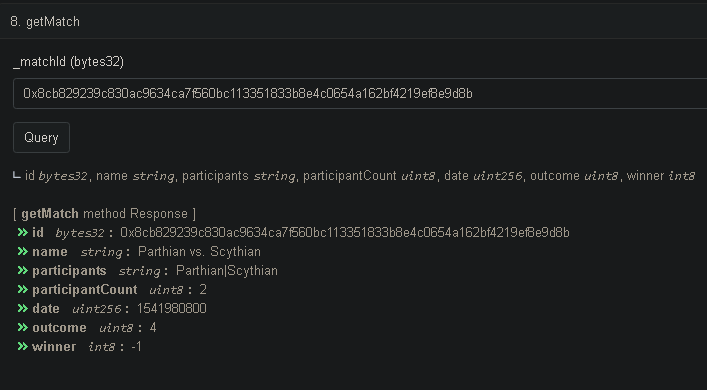 8. getMatch
_matchId (bytes32)
0x8cb829239c830ac9634ca7f560bc113351833b8e4c0654a162bf4219ef8e9d8b
Query
id bytes32, name string, participants string, participantCount uint8, date uint256, outcome uint8, winner int8
[ getMatch method Response ]
>> id bytes32 : 0x8cb829239c830ac9634ca7f560bc113351833b8e4c0654a162bf4219ef8e9d8b
>> name string : Parthian vs. Scythian
>> participants string : Parthian|Scythian
>> participantCount uint8 : 2
>> date uint256 : 1541980800
>> outcome uint8 : 4
>> winner int8 : -1